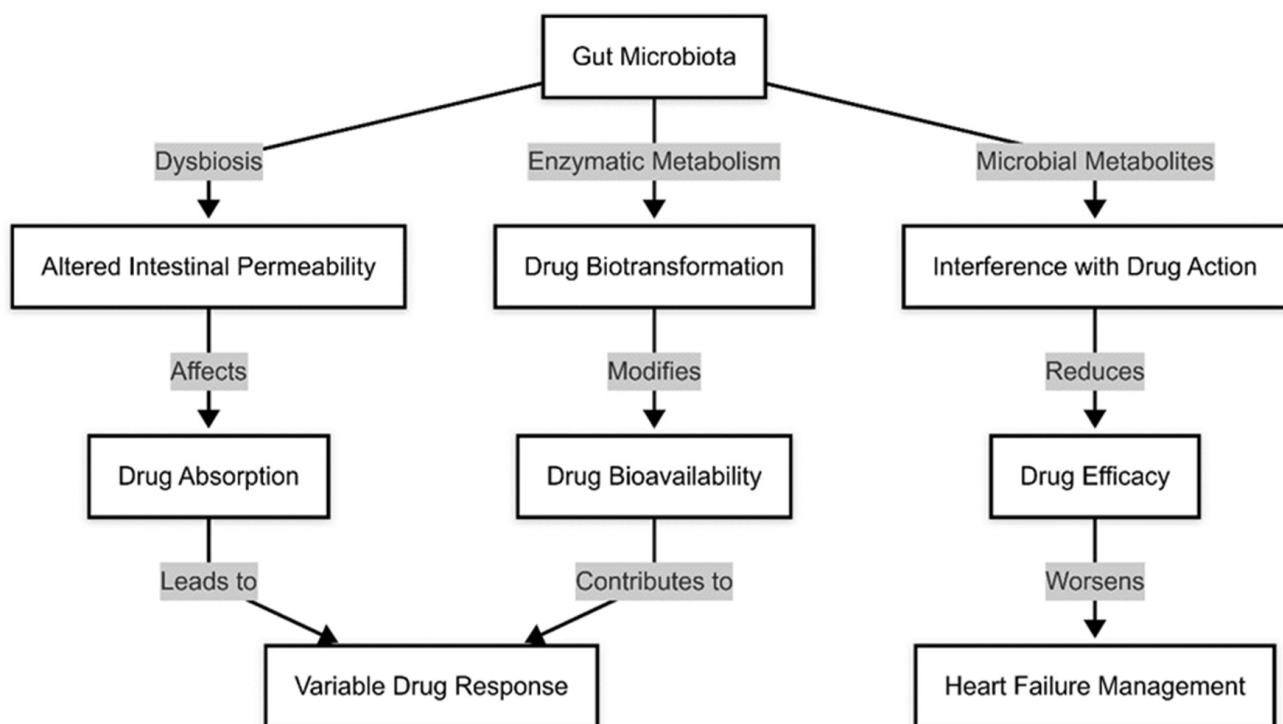 Gut Microbiota
Dysbiosis
Enzymatic Metabolism
Microbial Metabolites
Altered Intestinal Permeability
Drug Biotransformation
Interference with Drug Action
Affects
Modifies
Reduces
Drug Absorption
Drug Bioavailability
Drug Efficacy
Leads to
Contributes to
Worsens
Variable Drug Response
Heart Failure Management